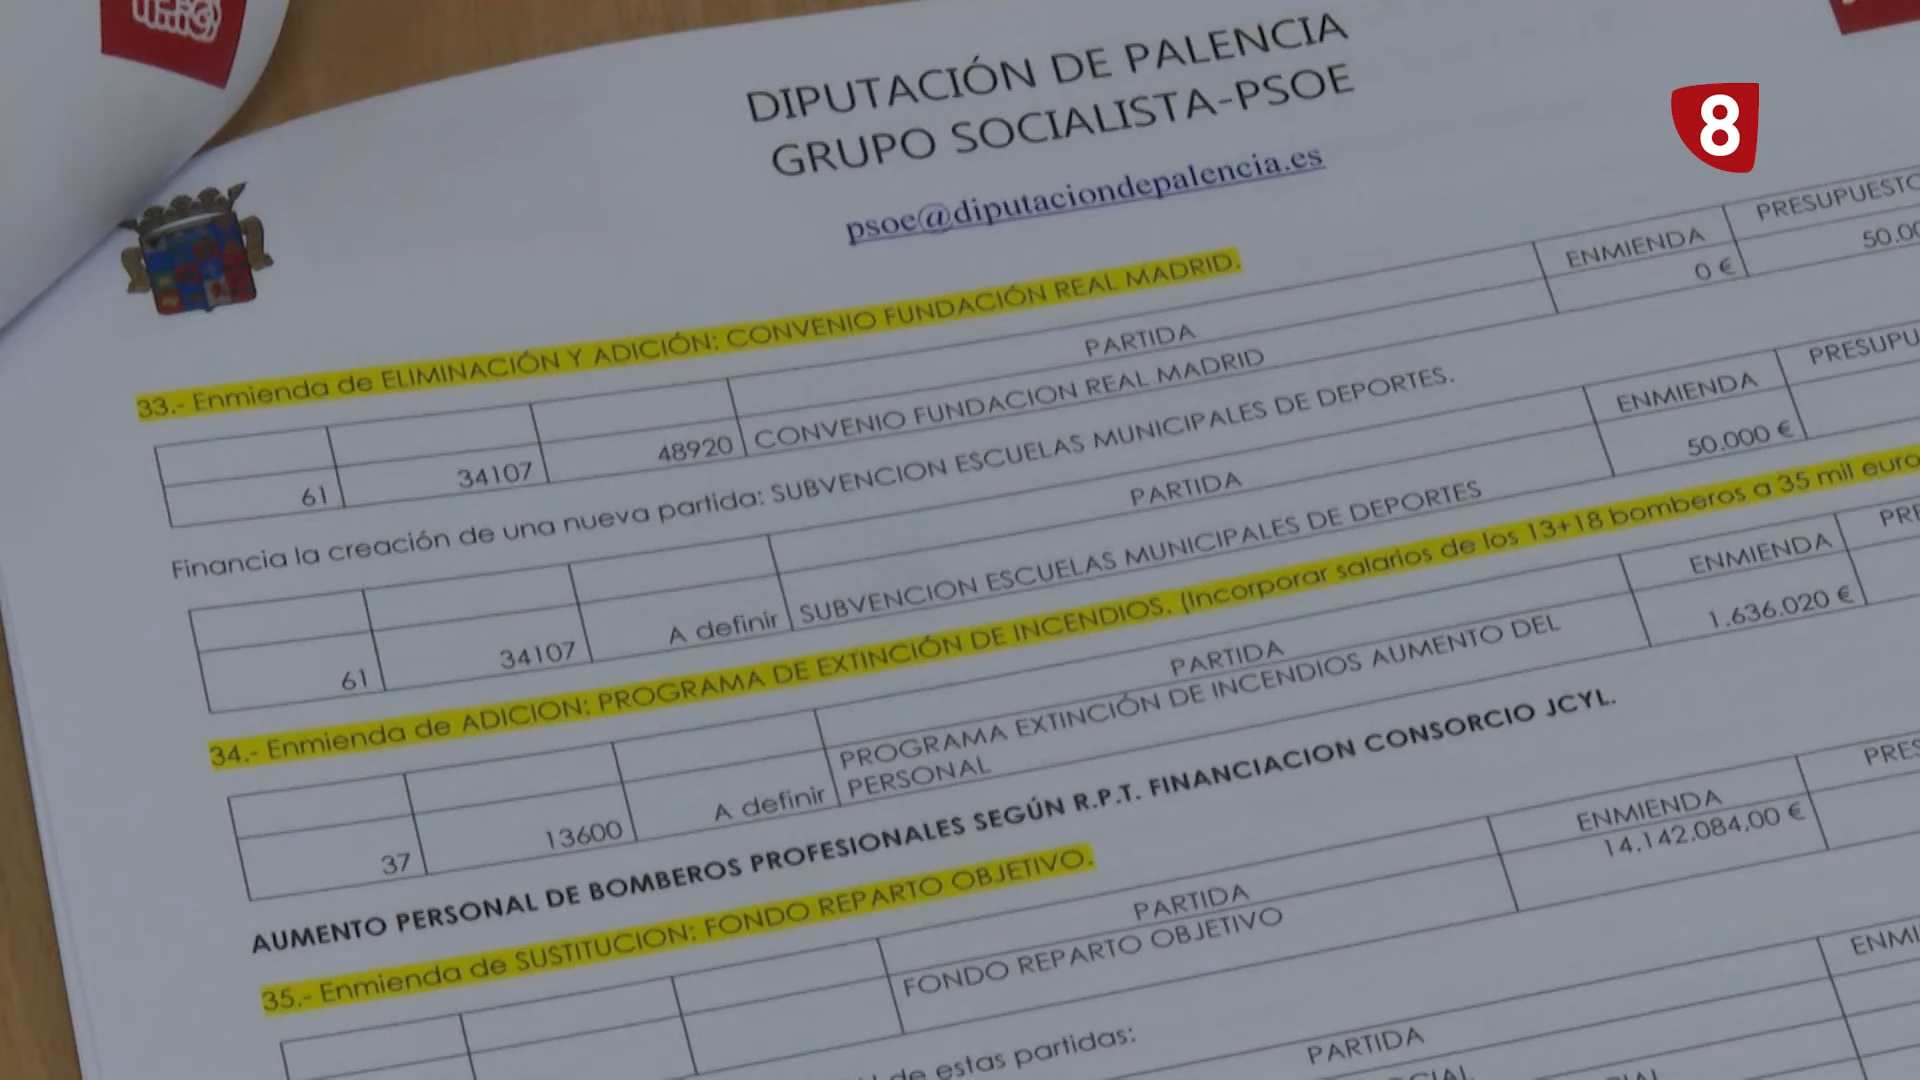 DIPUTACIÓN DE PALENCIA
GRUPO SOCIALISTA-PSOE
psoe@diputaciondepalencia.es
8
33.- Enmienda de ELIMINACIÓN Y ADICIÓN: CONVENIO FUNDACIÓN REAL MADRID.
PARTIDA ENMIENDA PRESUPUESTO
61 34107 48920 CONVENIO FUNDACION REAL MADRID 0 € 50.00
Financia la creación de una nueva partida: SUBVENCION ESCUELAS MUNICIPALES DE DEPORTES.
PARTIDA ENMIENDA PRESUPU
61 34107 A definir SUBVENCION ESCUELAS MUNICIPALES DE DEPORTES 50.000 €
34.- Enmienda de ADICION: PROGRAMA DE EXTINCIÓN DE INCENDIOS. (Incorporar salarios de los 13+18 bomberos a 35 mil euro
PARTIDA ENMIENDA PRE
37 13600 A definir PROGRAMA EXTINCIÓN DE INCENDIOS AUMENTO DEL 1.636.020 €
PERSONAL
AUMENTO PERSONAL DE BOMBEROS PROFESIONALES SEGÚN R.P.T. FINANCIACION CONSORCIO JCYL.
35.- Enmienda de SUSTITUCION: FONDO REPARTO OBJETIVO.
PARTIDA ENMIENDA PRES
FONDO REPARTO OBJETIVO 14.142.084,00 €
de estas partidas:
PARTIDA ENMI